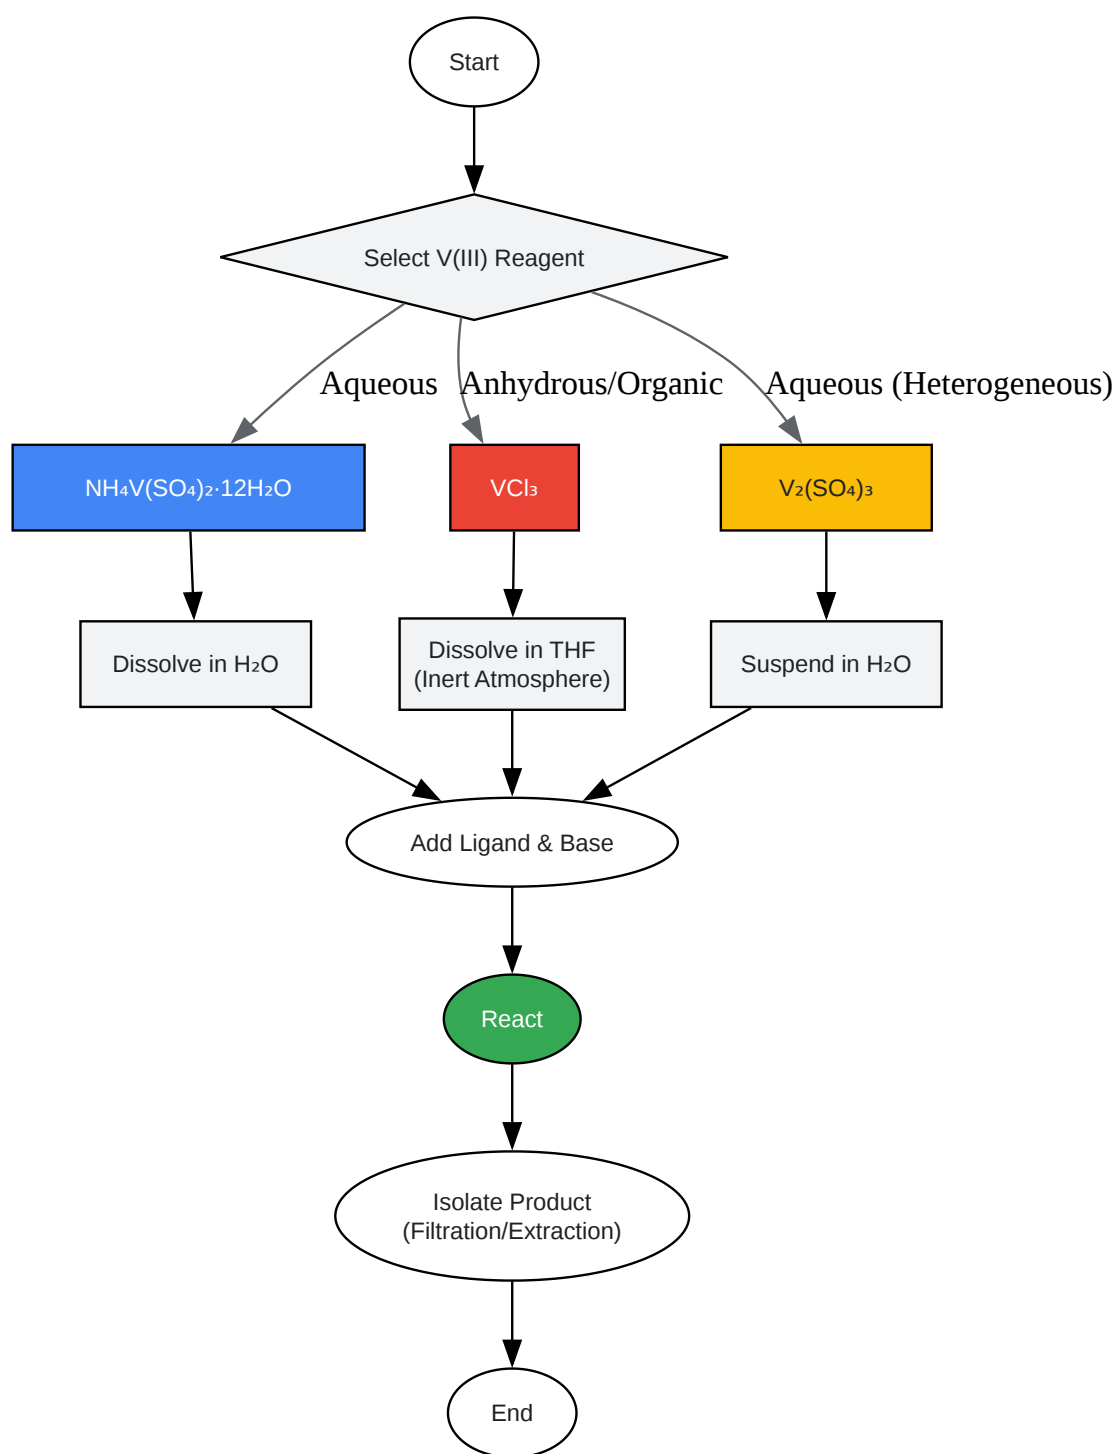 Start
Select V(III) Reagent
Aqueous
Anhydrous/Organic
Aqueous (Heterogeneous)
NH₄V(SO₄)₂·12H₂O
VCl₃
V₂(SO₄)₃
Dissolve in H₂O
Dissolve in THF
(Inert Atmosphere)
Suspend in H₂O
Add Ligand & Base
React
Isolate Product
(Filtration/Extraction)
End